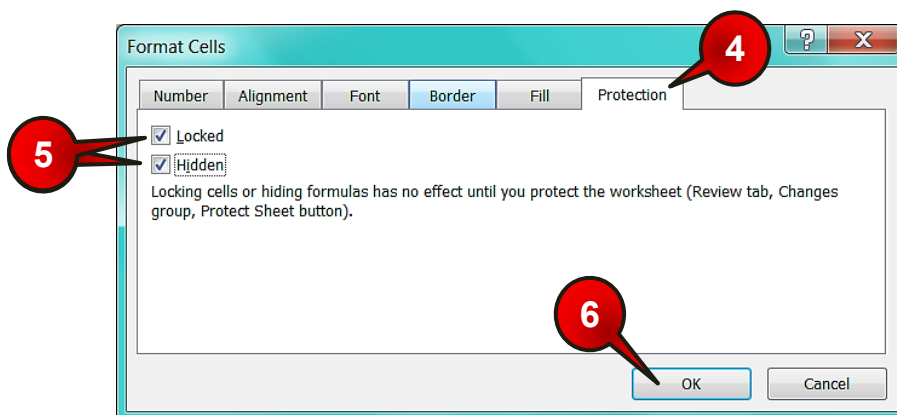 Format Cells
?
X
4
Number Alignment Font Border Fill Protection
5
Locked
Hidden
Locking cells or hiding formulas has no effect until you protect the worksheet (Review tab, Changes
group, Protect Sheet button).
6
OK Cancel